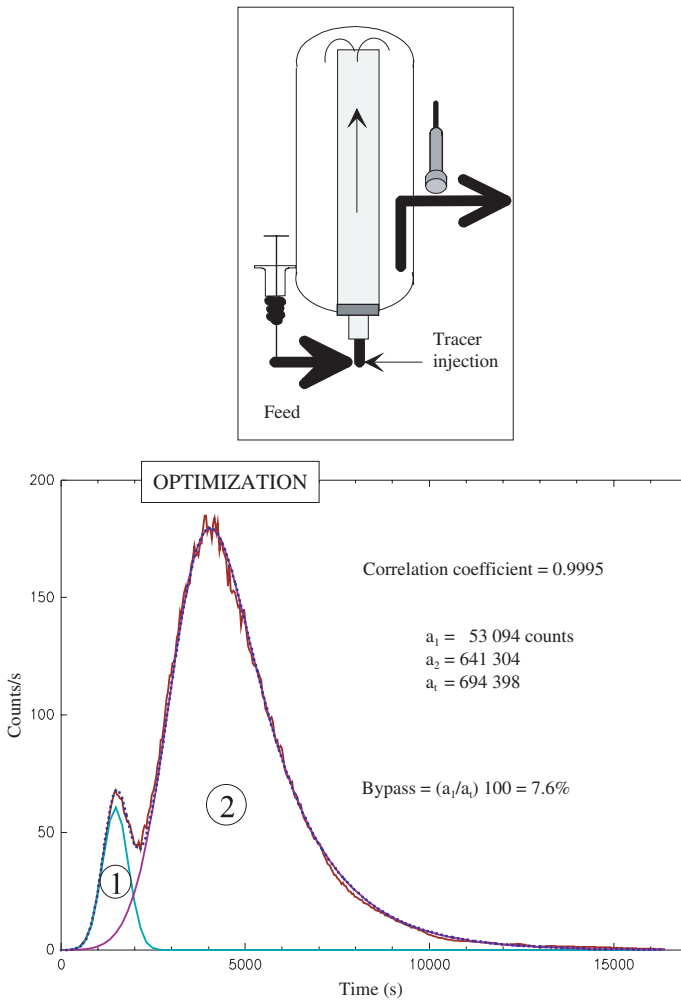 Tracer
injection
Feed
OPTIMIZATION
200
150
100
50
0
Counts/s
Correlation coefficient = 0.9995
a₁ = 53 094 counts
a₂ = 641 304
aₜ = 694 398
Bypass = (a₁/aₜ) 100 = 7.6%
1
2
0 5000 10000 15000
Time (s)